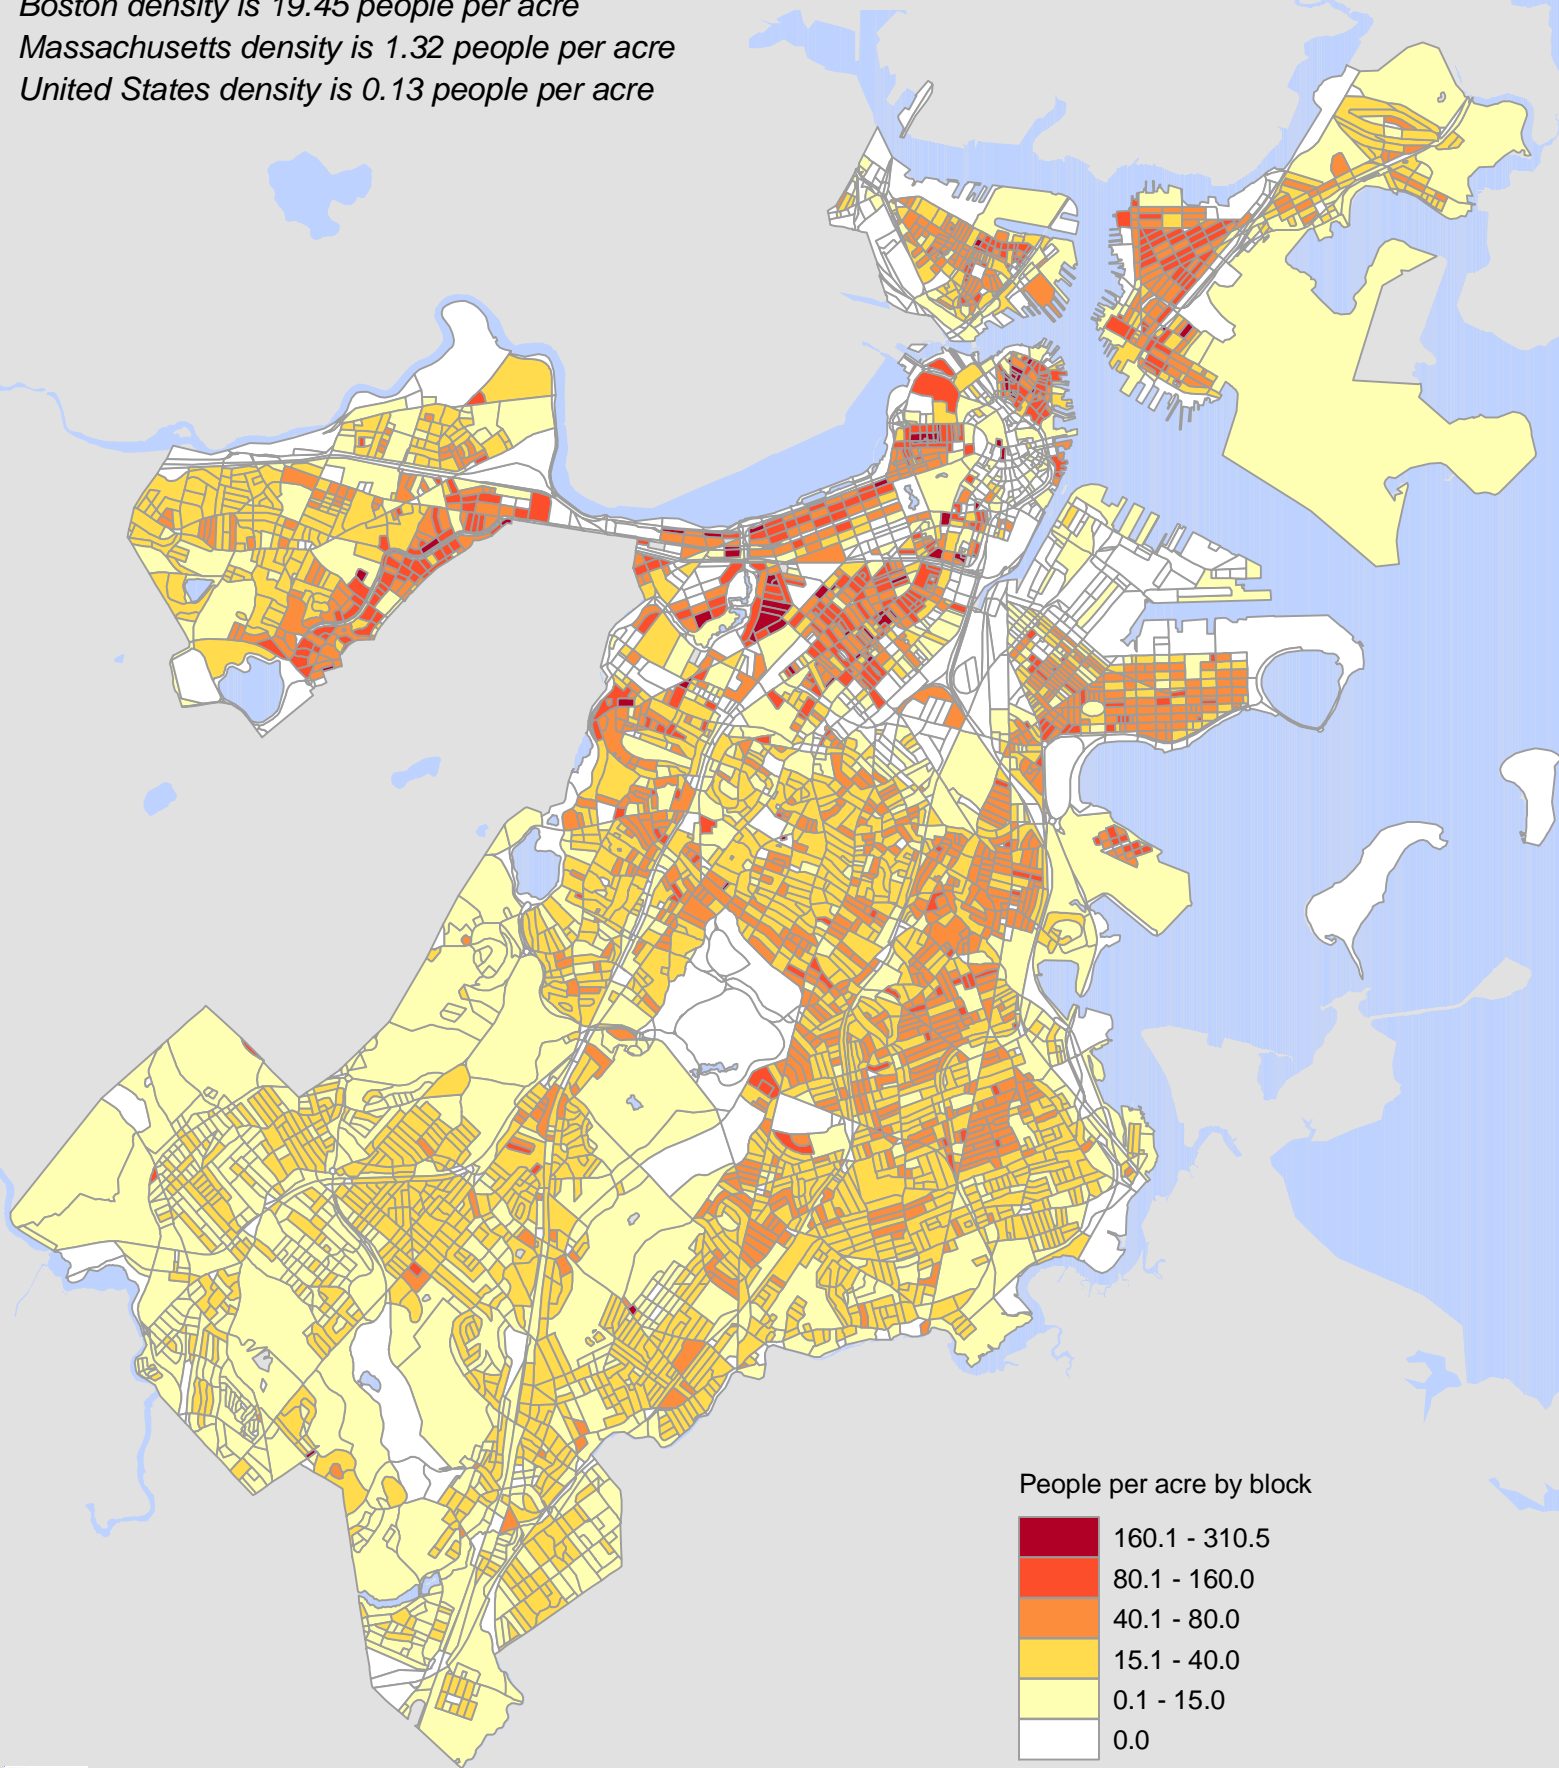 Boston density is 19.45 people per acre
Massachusetts density is 1.32 people per acre
United States density is 0.13 people per acre
People per acre by block
160.1 - 310.5
80.1 - 160.0
40.1 - 80.0
15.1 - 40.0
0.1 - 15.0
0.0